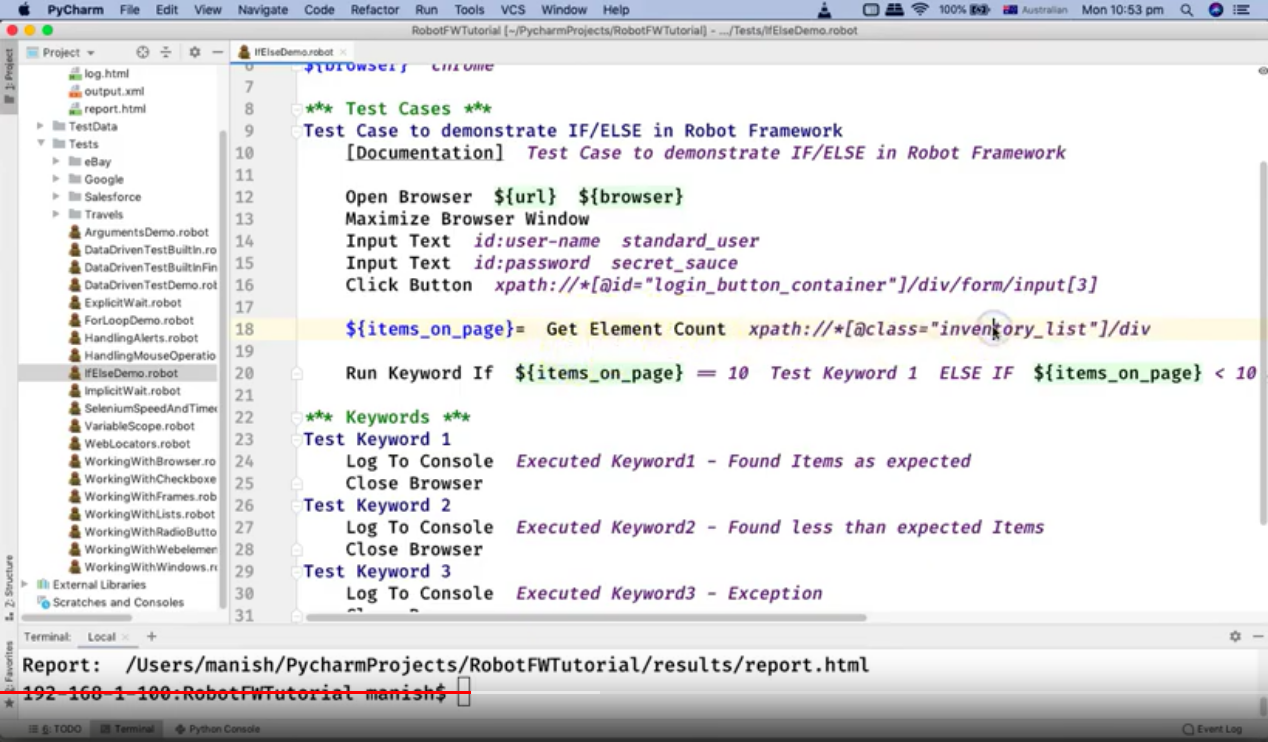 PyCharm File Edit View Navigate Code Refactor Run Tools VCS Window Help 100% Australian Mon 10:53 pm
RobotFWTutorial [~/PycharmProjects/RobotFWTutorial] - .../Tests/IfElseDemo.robot
1: Project
Project
log.html
output.xml
report.html
TestData
Tests
eBay
Google
Salesforce
Travels
ArgumentsDemo.robot
DataDrivenTestBuiltIn.ro
DataDrivenTestBuiltInFin
DataDrivenTestDemo.rob
ExplicitWait.robot
ForLoopDemo.robot
HandlingAlerts.robot
HandlingMouseOperatio
IfElseDemo.robot
ImplicitWait.robot
SeleniumSpeedAndTimeo
VariableScope.robot
WebLocators.robot
WorkingWithBrowser.ro
WorkingWithCheckboxe
WorkingWithFrames.rob
WorkingWithLists.robot
WorkingWithRadioButto
WorkingWithWebelemen
WorkingWithWindows.ro
External Libraries
Scratches and Consoles
IfElseDemo.robot
6 ${browser} chrome
7
8 *** Test Cases ***
9 Test Case to demonstrate IF/ELSE in Robot Framework
10 [Documentation] Test Case to demonstrate IF/ELSE in Robot Framework
11
12 Open Browser ${url} ${browser}
13 Maximize Browser Window
14 Input Text id:user-name standard_user
15 Input Text id:password secret_sauce
16 Click Button xpath://*[@id="login_button_container"]/div/form/input[3]
17
18 ${items_on_page}= Get Element Count xpath://*[@class="inventory_list"]/div
19
20 Run Keyword If ${items_on_page} == 10 Test Keyword 1 ELSE IF ${items_on_page} < 10
21
22 *** Keywords ***
23 Test Keyword 1
24 Log To Console Executed Keyword1 - Found Items as expected
25 Close Browser
26 Test Keyword 2
27 Log To Console Executed Keyword2 - Found less than expected Items
28 Close Browser
29 Test Keyword 3
30 Log To Console Executed Keyword3 - Exception
31
Z: Structure
2: Favorites
Terminal: Local +
Report: /Users/manish/PycharmProjects/RobotFWTutorial/results/report.html
192-168-1-100:RobotFWTutorial manish$
6: TODO Terminal Python Console Event Log